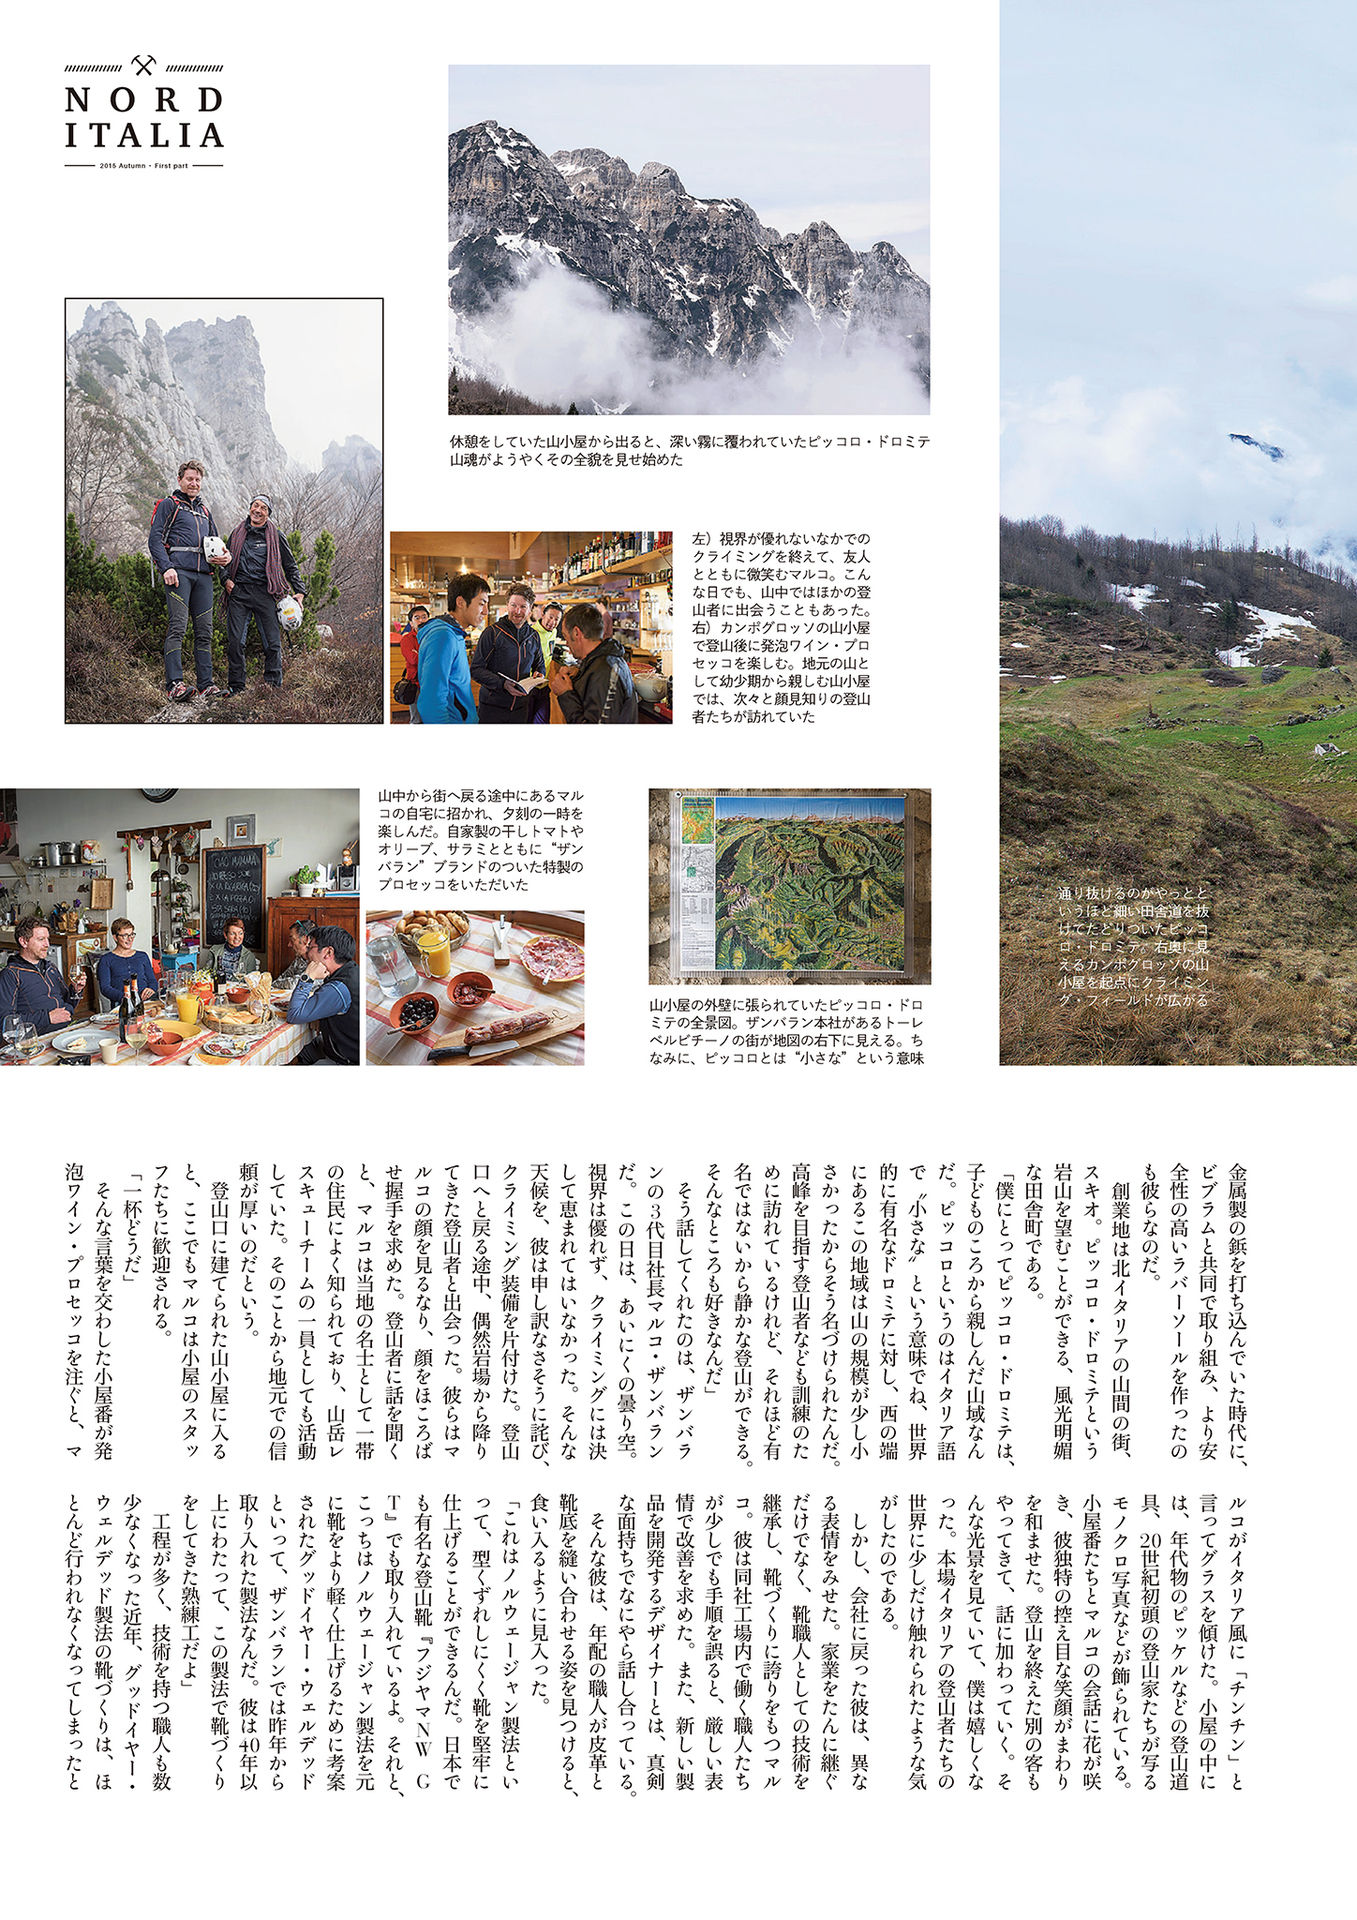 NORD
ITALIA
2015 Autumn・First part
休憩をしていた山小屋から出ると、深い霧に覆われていたピッコロ・ドロミテ
山魂がようやくその全貌を見せ始めた
左）視界が優れないなかでの
クライミングを終えて、友人
とともに微笑むマルコ。こん
な日でも、山中ではほかの登
山者に出会うこともあった。
右）カンポグロッソの山小屋
で登山後に発泡ワイン・プロ
セッコを楽しむ。地元の山と
して幼少期から親しむ山小屋
では、次々と顔見知りの登山
者たちが訪れていた
山中から街へ戻る途中にあるマル
コの自宅に招かれ、夕刻の一時を
楽しんだ。自家製の干しトマトや
オリーブ、サラミとともに“ザン
バラン”ブランドのついた特製の
プロセッコをいただいた
山小屋の外壁に張られていたピッコロ・ドロ
ミテの全景図。ザンバラン本社があるトーレ
ベルビチーノの街が地図の右下に見える。ち
なみに、ピッコロとは“小さな”という意味
通り抜けるのがやっとと
いうほど細い田舎道を抜
けてたどりついたピッコ
ロ・ドロミテ。右奥に見
えるカンポグロッソの山
小屋を起点にクライミン
グ・フィールドが広がる
金属製の鋲を打ち込んでいた時代に、
ビブラムと共同で取り組み、より安
全性の高いラバーソールを作ったの
も彼らなのだ。
創業地は北イタリアの山間の街、
スキオ。ピッコロ・ドロミテという
岩山を望むことができる、風光明媚
な田舎町である。
「僕にとってピッコロ・ドロミテは、
子どものころから親しんだ山域なん
だ。ピッコロというのはイタリア語
で〝小さな〟という意味でね、世界
的に有名なドロミテに対し、西の端
にあるこの地域は山の規模が少し小
さかったからそう名づけられたんだ。
高峰を目指す登山者なども訓練のた
めに訪れているけれど、それほど有
名ではないから静かな登山ができる。
そんなところも好きなんだ」
そう話してくれたのは、ザンバラ
ンの3代目社長マルコ・ザンバラン
だ。この日は、あいにくの曇り空。
視界は優れず、クライミングには決
して恵まれてはいなかった。そんな
天候を、彼は申し訳なさそうに詫び、
クライミング装備を片付けた。登山
口へと戻る途中、偶然岩場から降り
てきた登山者と出会った。彼らはマ
ルコの顔を見るなり、顔をほころば
せ握手を求めた。登山者に話を聞く
と、マルコは当地の名士として一帯
の住民によく知られており、山岳レ
スキューチームの一員としても活動
していた。そのことから地元での信
頼が厚いのだという。
登山口に建てられた山小屋に入る
と、ここでもマルコは小屋のスタッ
フたちに歓迎される。
「一杯どうだ」
そんな言葉を交わした小屋番が発
泡ワイン・プロセッコを注ぐと、マ
ルコがイタリア風に「チンチン」と
言ってグラスを傾けた。小屋の中に
は、年代物のピッケルなどの登山道
具、20世紀初頭の登山家たちが写る
モノクロ写真などが飾られている。
小屋番たちとマルコの会話に花が咲
き、彼独特の控え目な笑顔がまわり
を和ませた。登山を終えた別の客も
やってきて、話に加わっていく。そ
んな光景を見ていて、僕は嬉しくな
った。本場イタリアの登山者たちの
世界に少しだけ触れられたような気
がしたのである。
しかし、会社に戻った彼は、異な
る表情をみせた。家業をたんに継ぐ
だけでなく、靴職人としての技術を
継承し、靴づくりに誇りをもつマル
コ。彼は同社工場内で働く職人たち
が少しでも手順を誤ると、厳しい表
情で改善を求めた。また、新しい製
品を開発するデザイナーとは、真剣
な面持ちでなにやら話し合っている。
そんな彼は、年配の職人が皮革と
靴底を縫い合わせる姿を見つけると、
食い入るように見入った。
「これはノルウェージャン製法とい
って、型くずれしにくく靴を堅牢に
仕上げることができるんだ。日本で
も有名な登山靴『フジヤマNW G
T』でも取り入れているよ。それと、
こっちはノルウェージャン製法を元
に靴をより軽く仕上げるために考案
されたグッドイヤー・ウェルデッド
といって、ザンバランでは昨年から
取り入れた製法なんだ。彼は40年以
上にわたって、この製法で靴づくり
をしてきた熟練工だよ」
工程が多く、技術を持つ職人も数
少なくなった近年、グッドイヤー・
ウェルデッド製法の靴づくりは、ほ
とんど行われなくなってしまったと